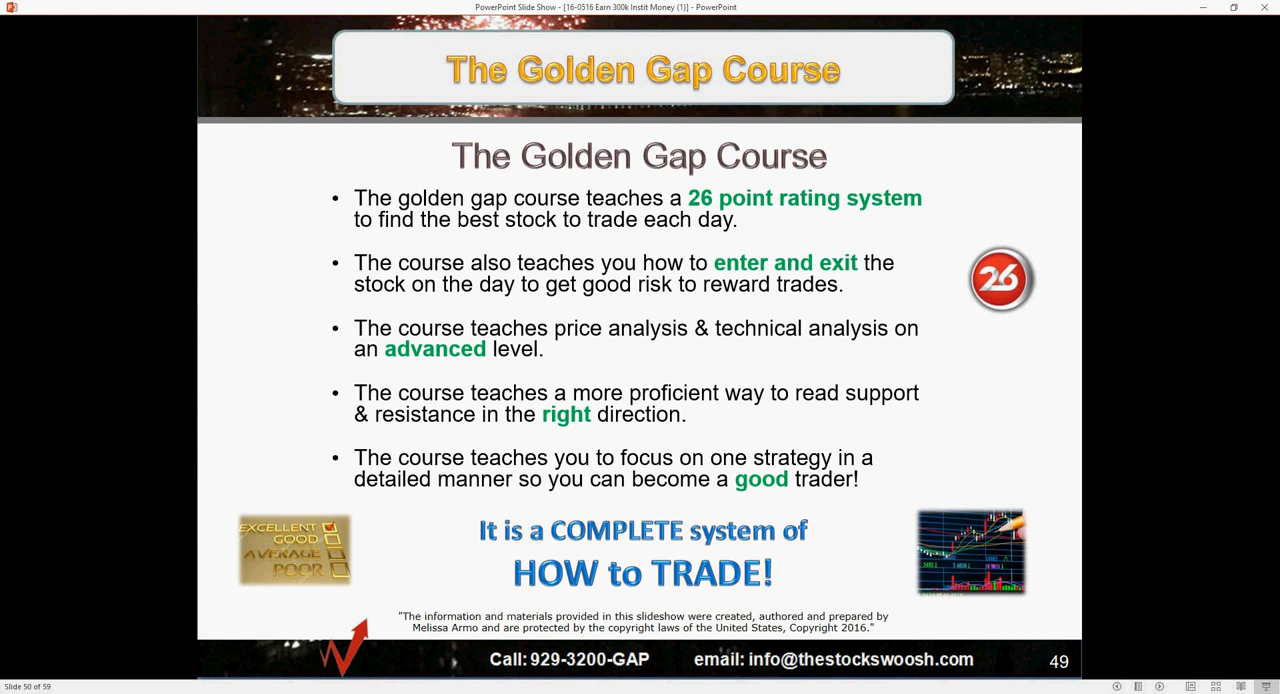 PowerPoint Slide Show - [16-0516 Earn 300k Instit Money (1)] - PowerPoint
The Golden Gap Course
The Golden Gap Course
• The golden gap course teaches a 26 point rating system
to find the best stock to trade each day.
• The course also teaches you how to enter and exit the
stock on the day to get good risk to reward trades.
26
• The course teaches price analysis & technical analysis on
an advanced level.
• The course teaches a more proficient way to read support
& resistance in the right direction.
• The course teaches you to focus on one strategy in a
detailed manner so you can become a good trader!
EXCELLENT
GOOD
AVERAGE
POOR
It is a COMPLETE system of
HOW to TRADE!
"The information and materials provided in this slideshow were created, authored and prepared by
Melissa Armo and are protected by the copyright laws of the United States, Copyright 2016."
Call: 929-3200-GAP email: info@thestockswoosh.com 49
Slide 50 of 59